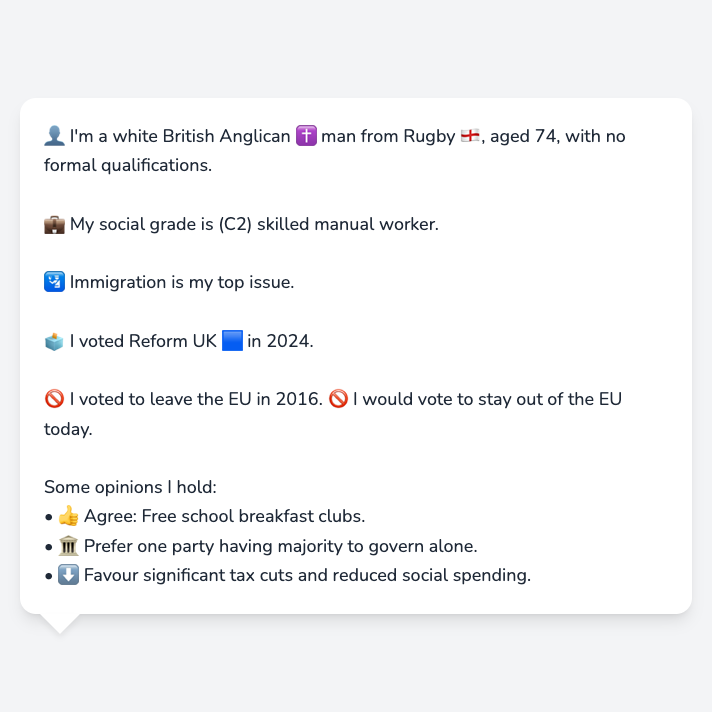 👤 I'm a white British Anglican ✝️ man from Rugby 🏴󠁧󠁢󠁥󠁮󠁧󠁿, aged 74, with no
formal qualifications.
💼 My social grade is (C2) skilled manual worker.
🛂 Immigration is my top issue.
🗳️ I voted Reform UK 🟦 in 2024.
🚫 I voted to leave the EU in 2016. 🚫 I would vote to stay out of the EU
today.
Some opinions I hold:
• 👍 Agree: Free school breakfast clubs.
• 🏛️ Prefer one party having majority to govern alone.
• ⬇️ Favour significant tax cuts and reduced social spending.